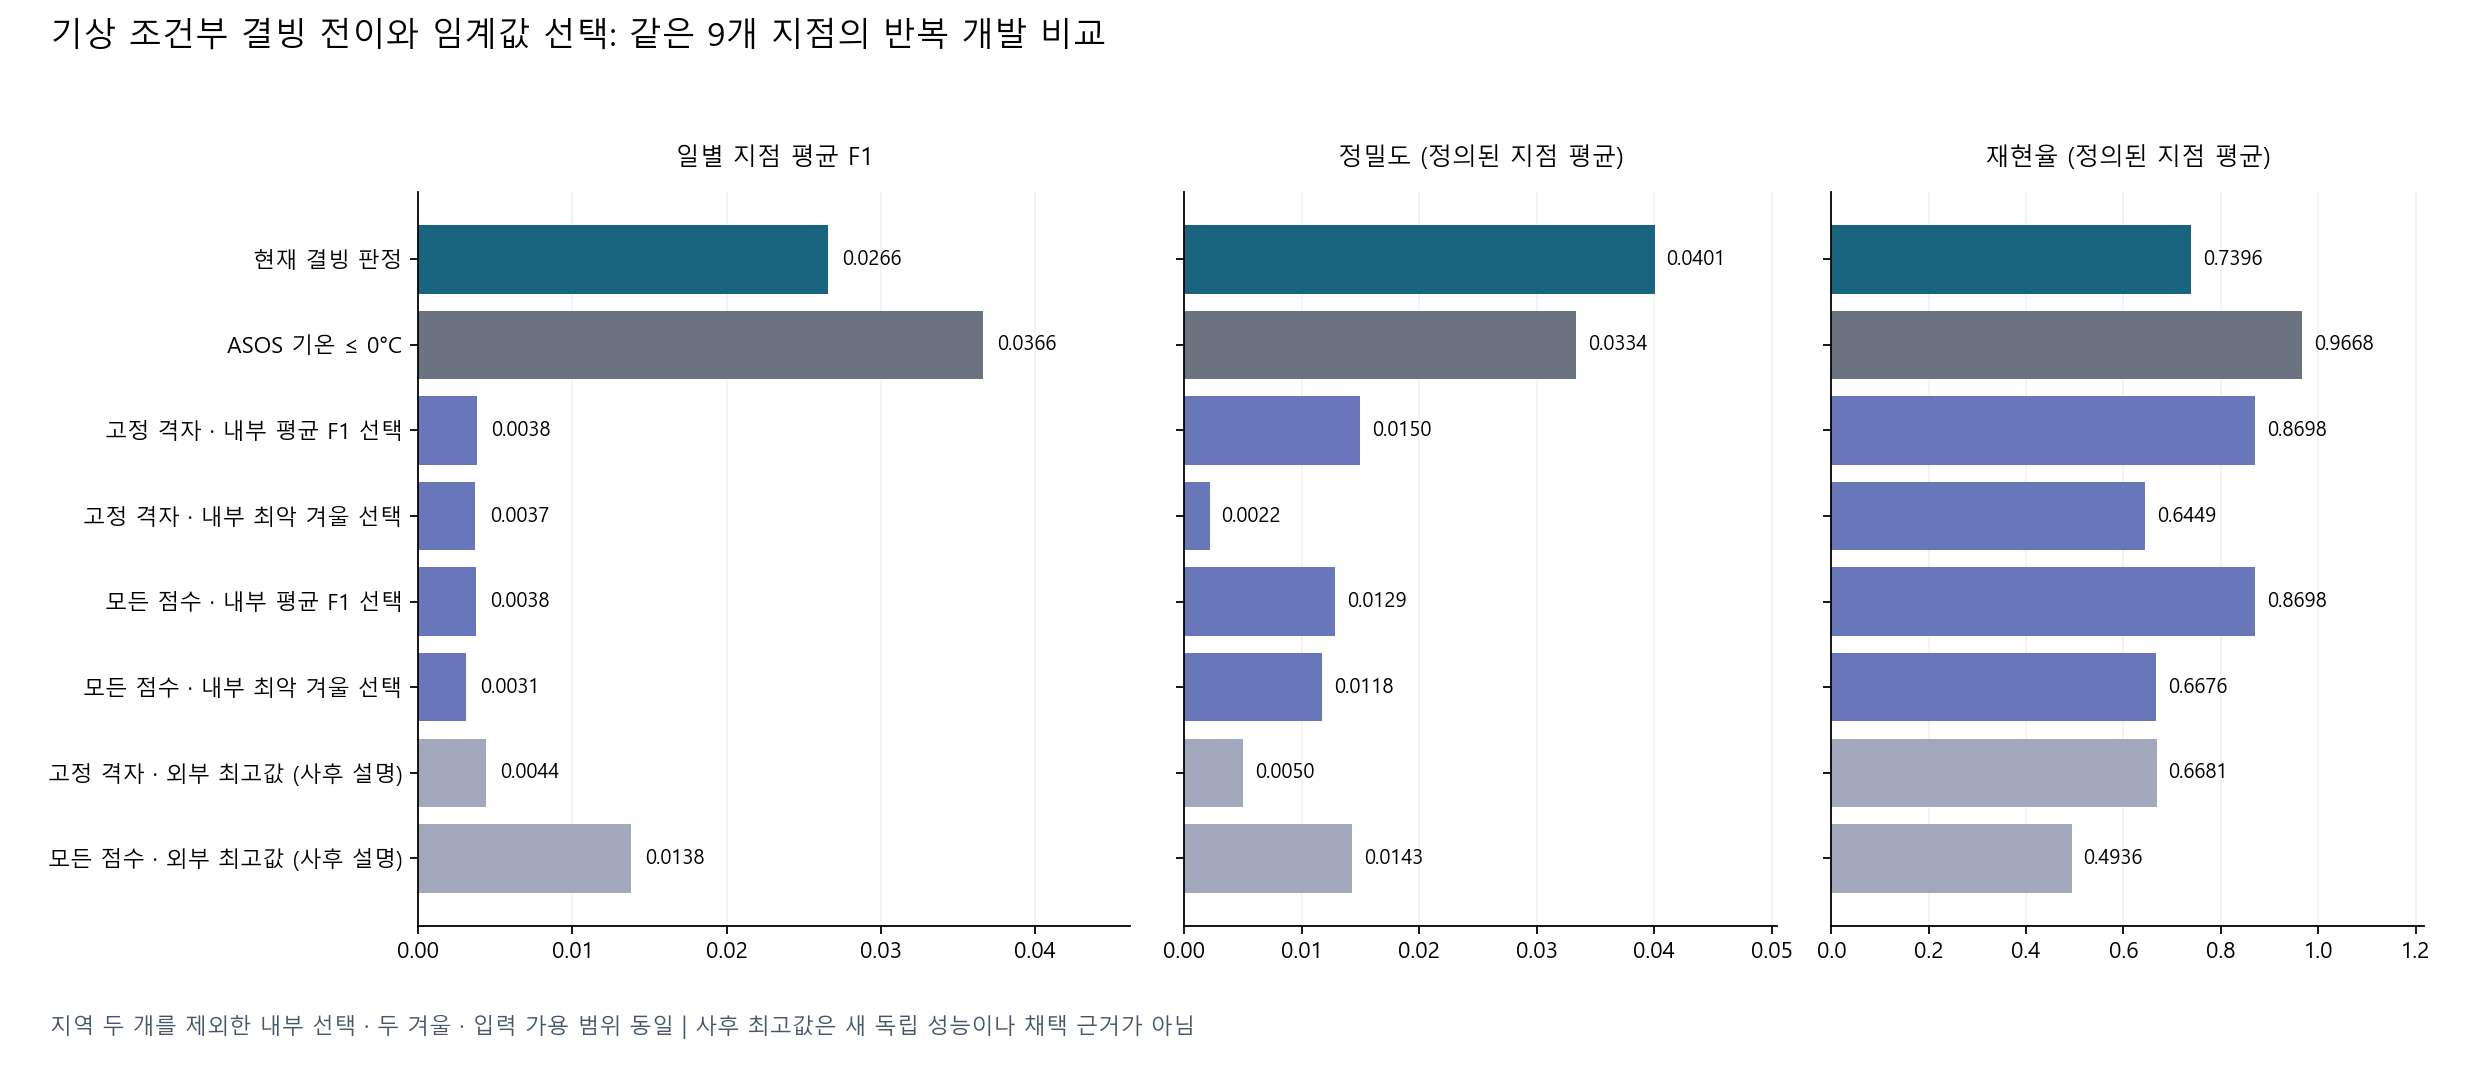 기상 조건부 결빙 전이와 임계값 선택: 같은 9개 지점의 반복 개발 비교
일별 지점 평균 F1
정밀도 (정의된 지점 평균)
재현율 (정의된 지점 평균)
현재 결빙 판정
0.0266
0.0401
0.7396
ASOS 기온 ≤ 0°C
0.0366
0.0334
0.9668
고정 격자 · 내부 평균 F1 선택
0.0038
0.0150
0.8698
고정 격자 · 내부 최악 겨울 선택
0.0037
0.0022
0.6449
모든 점수 · 내부 평균 F1 선택
0.0038
0.0129
0.8698
모든 점수 · 내부 최악 겨울 선택
0.0031
0.0118
0.6676
고정 격자 · 외부 최고값 (사후 설명)
0.0044
0.0050
0.6681
모든 점수 · 외부 최고값 (사후 설명)
0.0138
0.0143
0.4936
0.00 0.01 0.02 0.03 0.04
0.00 0.01 0.02 0.03 0.04 0.05
0.0 0.2 0.4 0.6 0.8 1.0 1.2
지역 두 개를 제외한 내부 선택 · 두 겨울 · 입력 가용 범위 동일 | 사후 최고값은 새 독립 성능이나 채택 근거가 아님